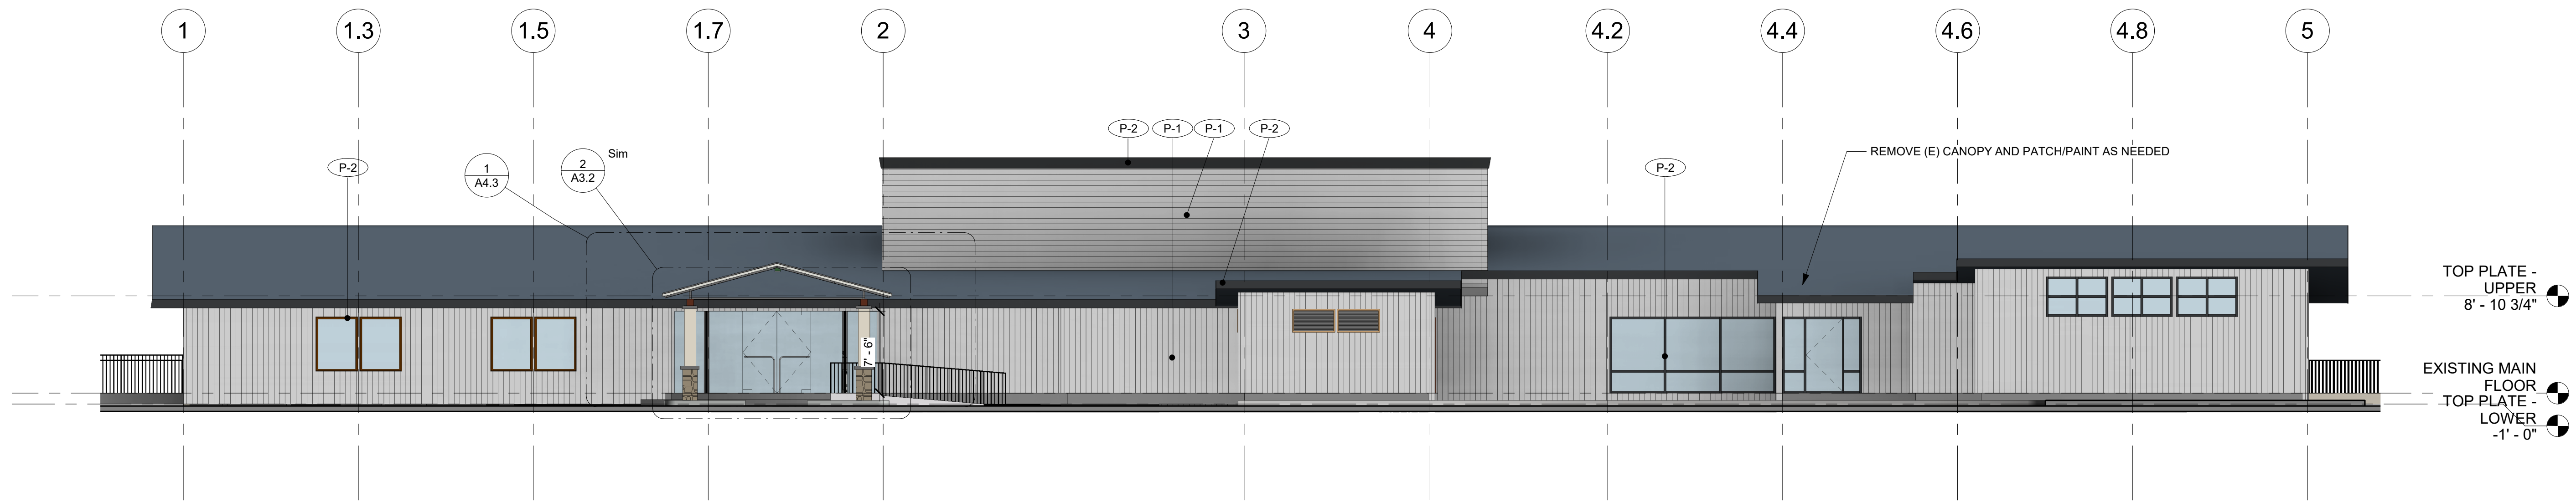 1
1.3
1.5
1.7
2
3
4
4.2
4.4
4.6
4.8
5
P-2
P-1
P-1
P-2
P-2
1
A4.3
2
A3.2
Sim
P-2
REMOVE (E) CANOPY AND PATCH/PAINT AS NEEDED
TOP PLATE -
UPPER
8' - 10 3/4"
7' - 6"
EXISTING MAIN
FLOOR
TOP PLATE -
LOWER
-1' - 0"